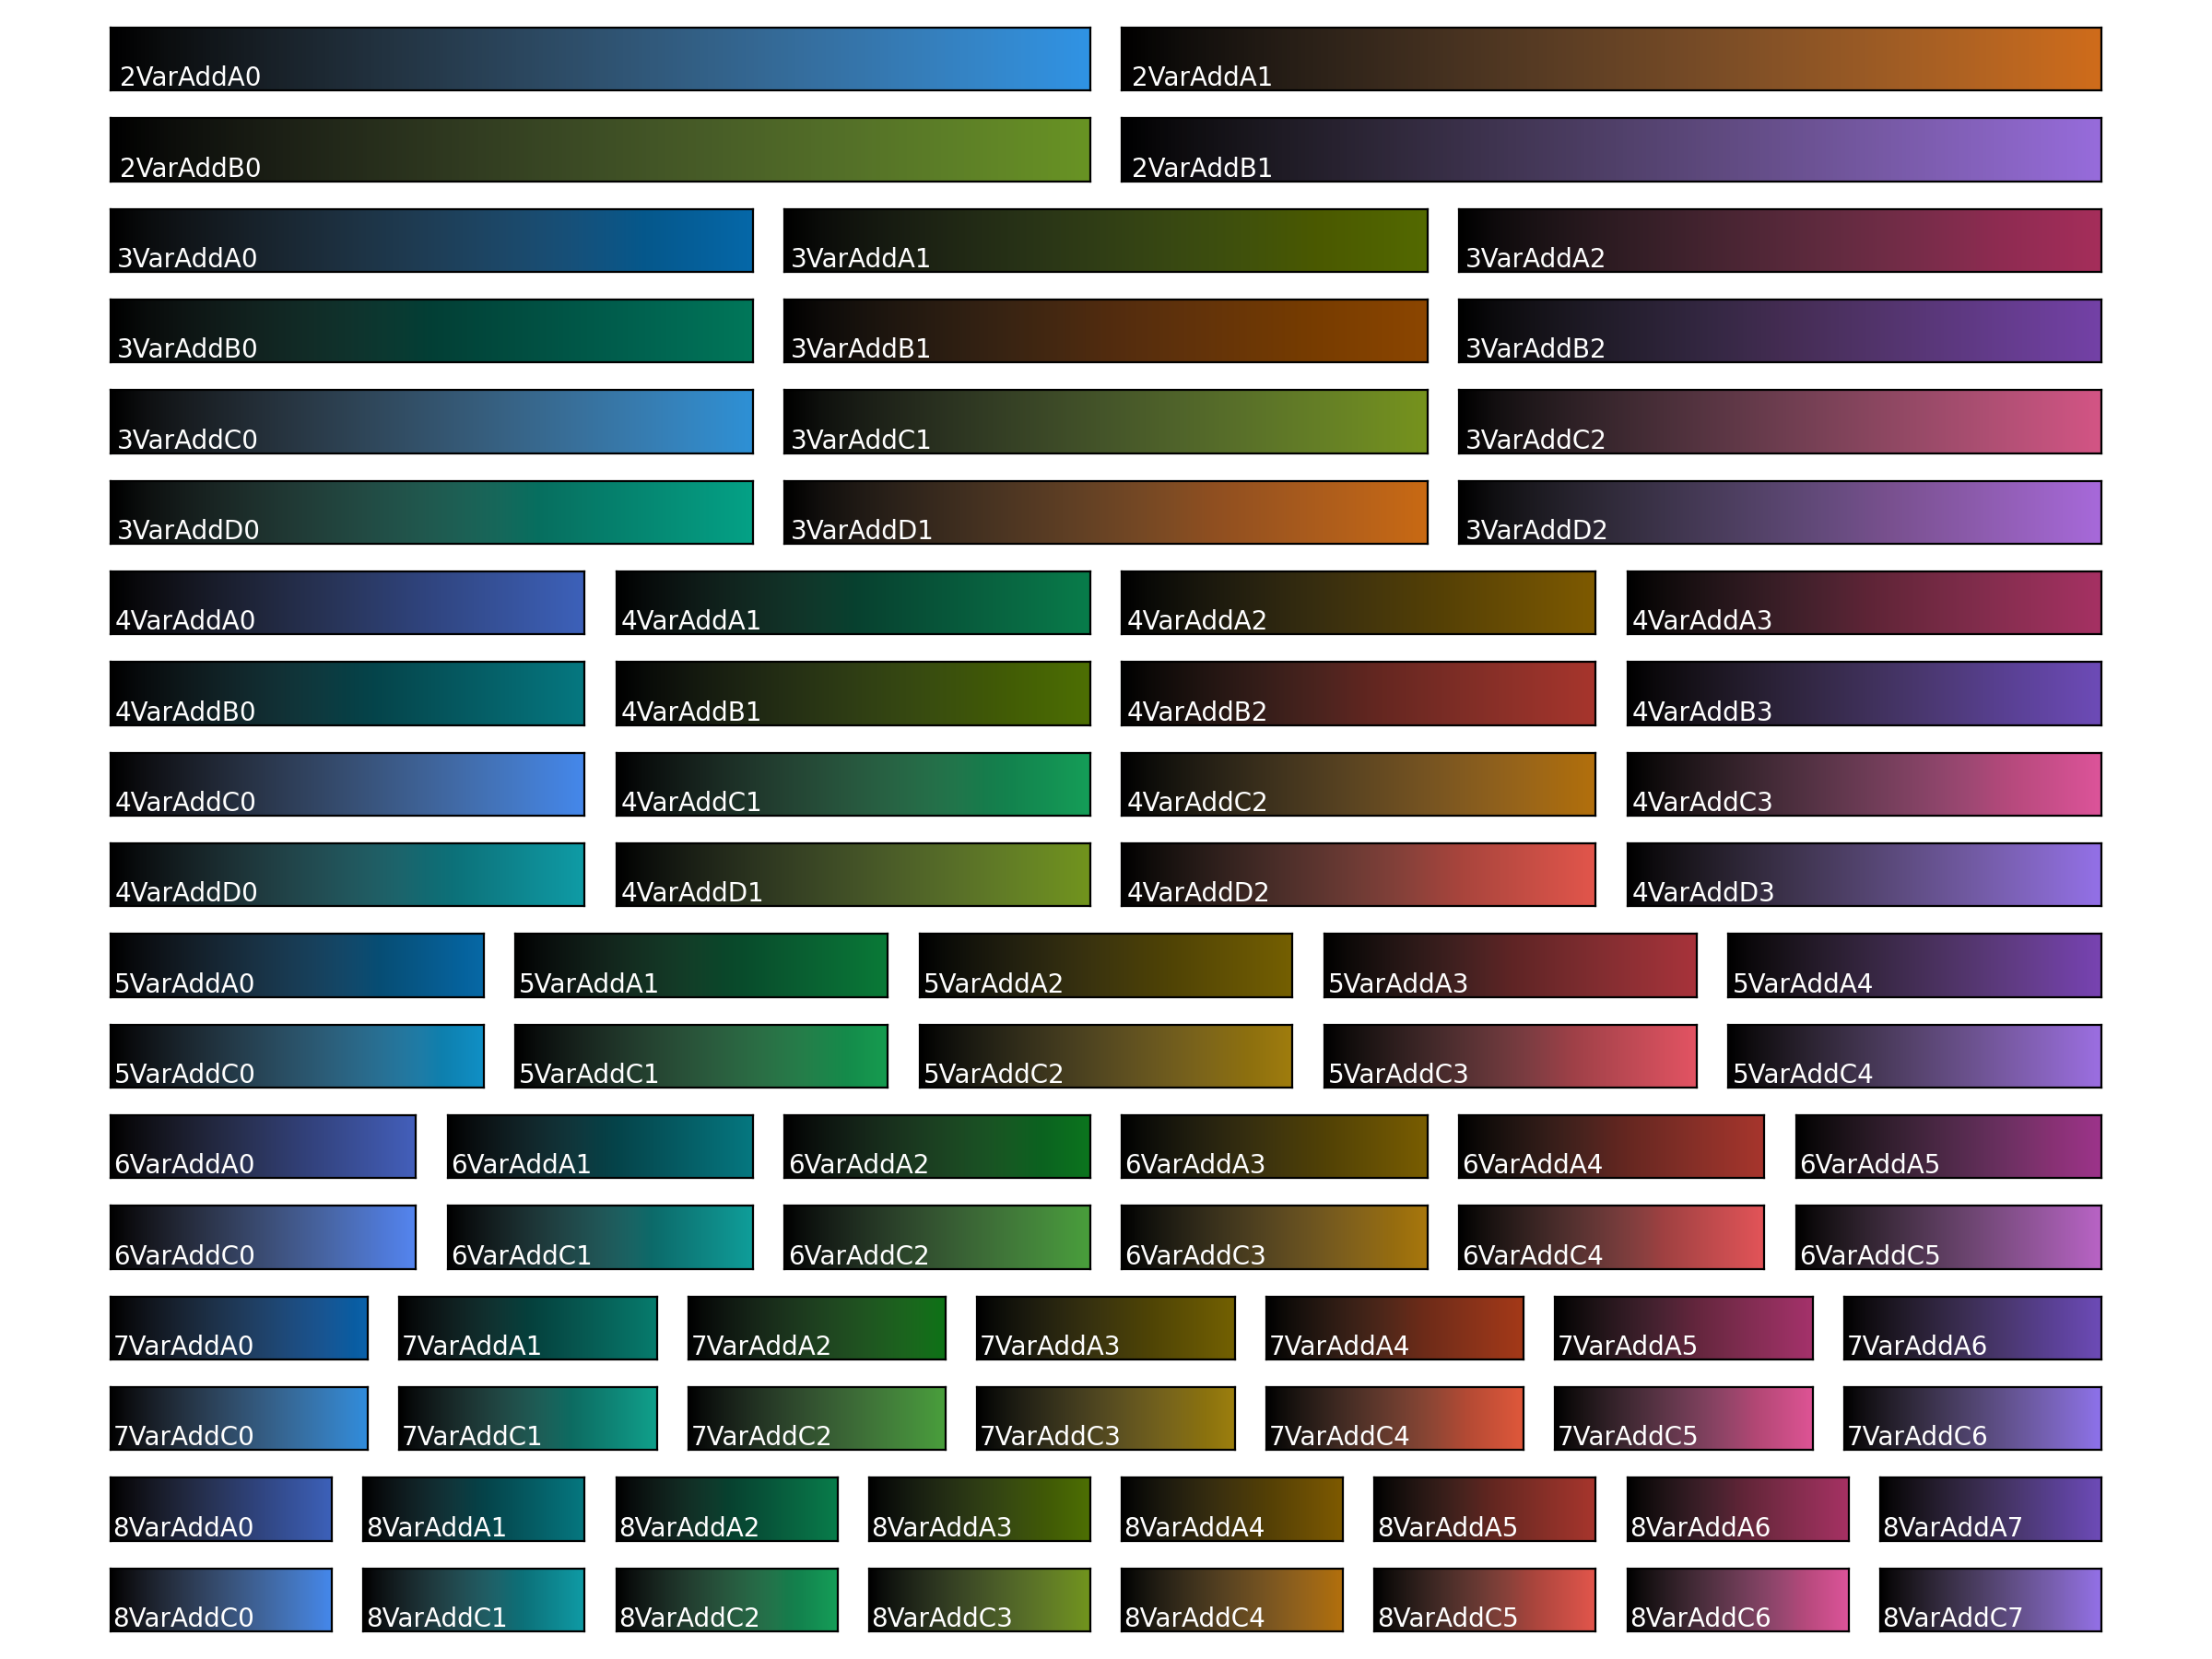 2VarAddA0 2VarAddA1
2VarAddB0 2VarAddB1
3VarAddA0 3VarAddA1 3VarAddA2
3VarAddB0 3VarAddB1 3VarAddB2
3VarAddC0 3VarAddC1 3VarAddC2
3VarAddD0 3VarAddD1 3VarAddD2
4VarAddA0 4VarAddA1 4VarAddA2 4VarAddA3
4VarAddB0 4VarAddB1 4VarAddB2 4VarAddB3
4VarAddC0 4VarAddC1 4VarAddC2 4VarAddC3
4VarAddD0 4VarAddD1 4VarAddD2 4VarAddD3
5VarAddA0 5VarAddA1 5VarAddA2 5VarAddA3 5VarAddA4
5VarAddC0 5VarAddC1 5VarAddC2 5VarAddC3 5VarAddC4
6VarAddA0 6VarAddA1 6VarAddA2 6VarAddA3 6VarAddA4 6VarAddA5
6VarAddC0 6VarAddC1 6VarAddC2 6VarAddC3 6VarAddC4 6VarAddC5
7VarAddA0 7VarAddA1 7VarAddA2 7VarAddA3 7VarAddA4 7VarAddA5 7VarAddA6
7VarAddC0 7VarAddC1 7VarAddC2 7VarAddC3 7VarAddC4 7VarAddC5 7VarAddC6
8VarAddA0 8VarAddA1 8VarAddA2 8VarAddA3 8VarAddA4 8VarAddA5 8VarAddA6 8VarAddA7
8VarAddC0 8VarAddC1 8VarAddC2 8VarAddC3 8VarAddC4 8VarAddC5 8VarAddC6 8VarAddC7